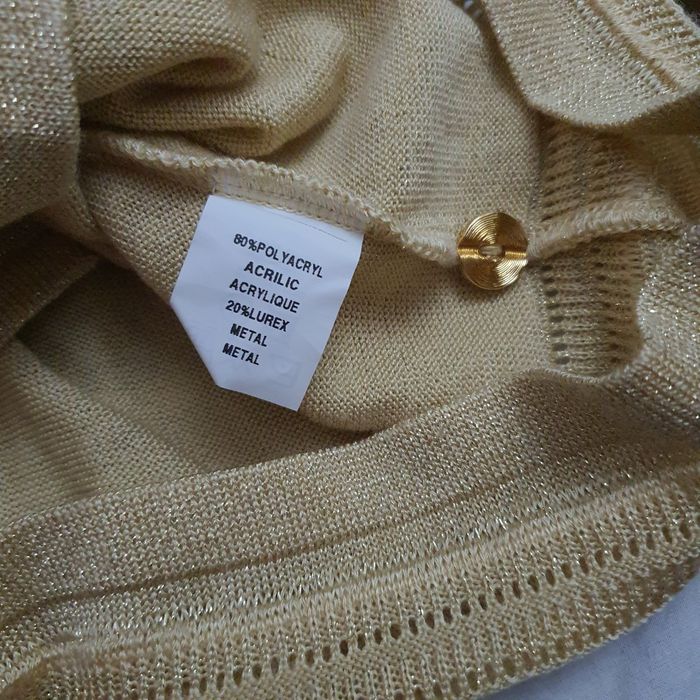 80%POLYACRYL
ACRILIC
ACRYLIQUE
20%LUREX
METAL
METAL